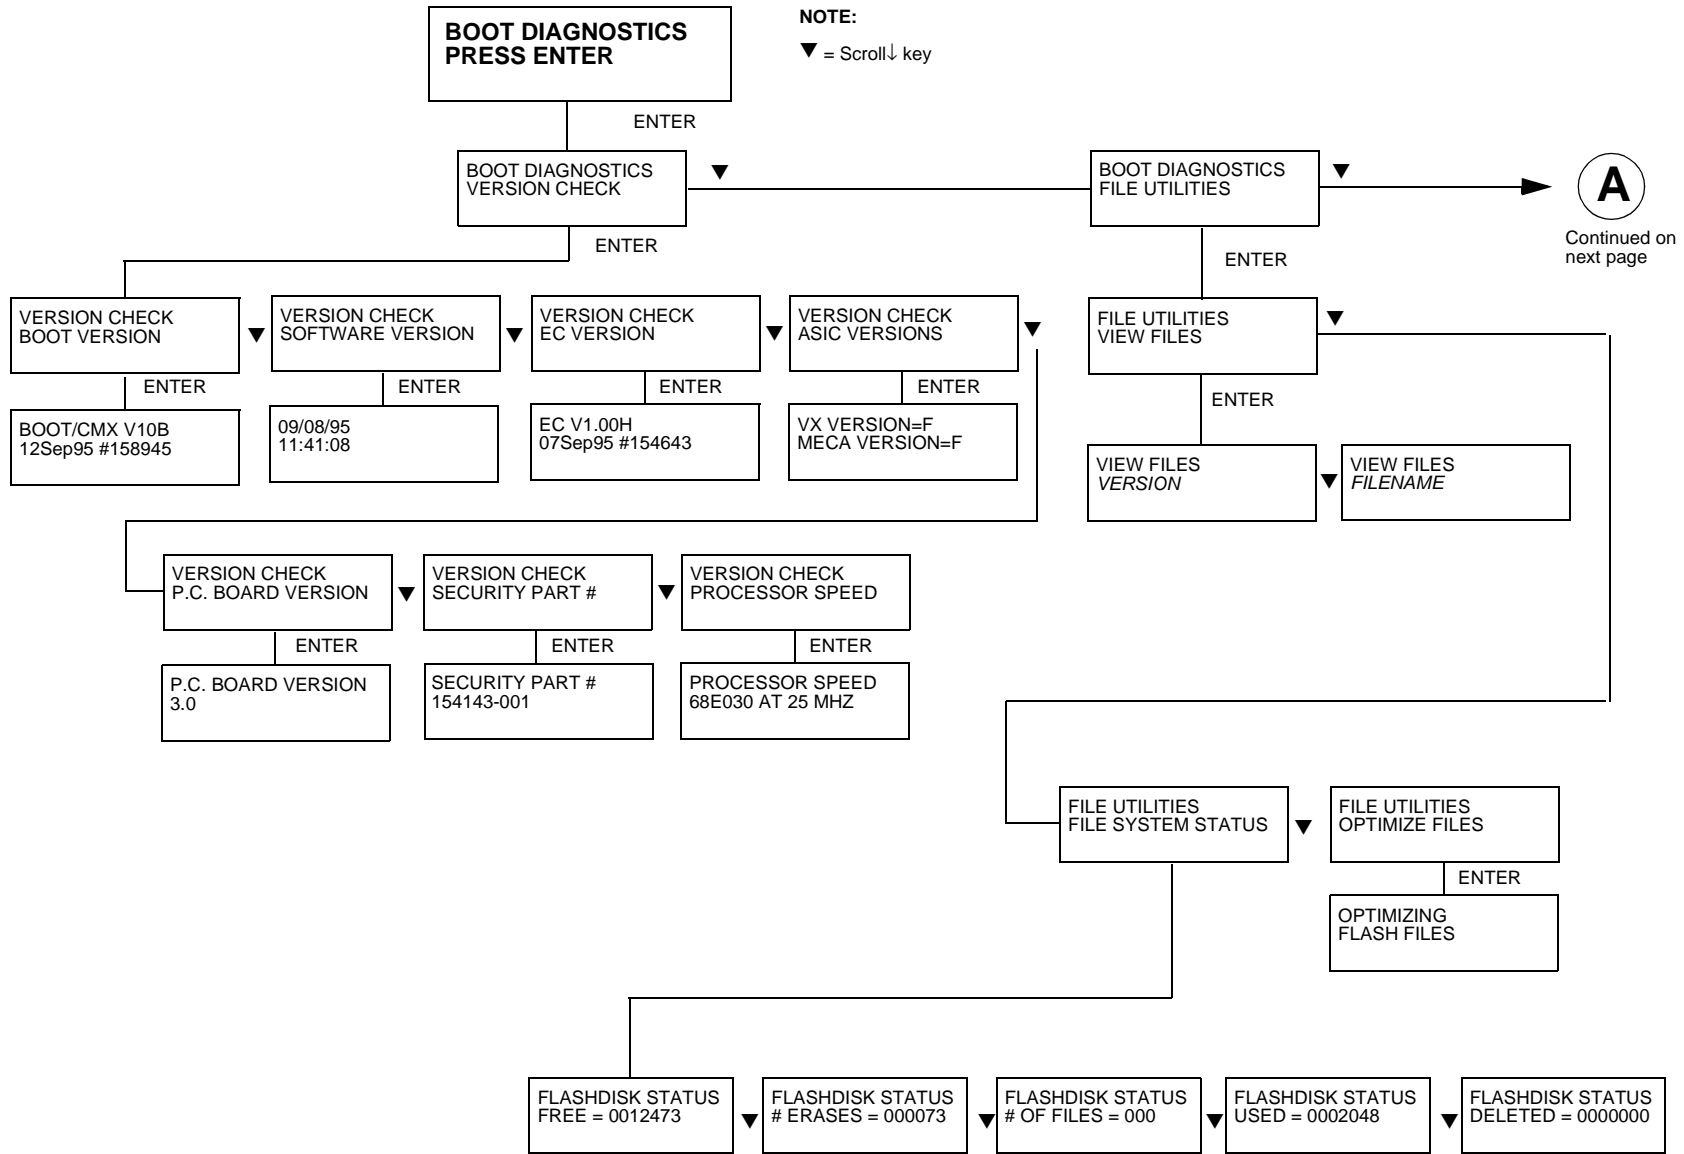 BOOT DIAGNOSTICS
PRESS ENTER
NOTE:
▼ = Scroll↓ key
ENTER
BOOT DIAGNOSTICS
VERSION CHECK
▼
BOOT DIAGNOSTICS
FILE UTILITIES
▼
A
Continued on
next page
ENTER
ENTER
VERSION CHECK
BOOT VERSION
▼
VERSION CHECK
SOFTWARE VERSION
▼
VERSION CHECK
EC VERSION
▼
VERSION CHECK
ASIC VERSIONS
▼
FILE UTILITIES
VIEW FILES
▼
ENTER
ENTER
ENTER
ENTER
ENTER
BOOT/CMX V10B
12Sep95 #158945
09/08/95
11:41:08
EC V1.00H
07Sep95 #154643
VX VERSION=F
MECA VERSION=F
VIEW FILES
VERSION
▼
VIEW FILES
FILENAME
VERSION CHECK
P.C. BOARD VERSION
▼
VERSION CHECK
SECURITY PART #
▼
VERSION CHECK
PROCESSOR SPEED
ENTER
ENTER
ENTER
P.C. BOARD VERSION
3.0
SECURITY PART #
154143-001
PROCESSOR SPEED
68E030 AT 25 MHZ
FILE UTILITIES
FILE SYSTEM STATUS
▼
FILE UTILITIES
OPTIMIZE FILES
ENTER
OPTIMIZING
FLASH FILES
FLASHDISK STATUS
FREE = 0012473
▼
FLASHDISK STATUS
# ERASES = 000073
▼
FLASHDISK STATUS
# OF FILES = 000
▼
FLASHDISK STATUS
USED = 0002048
▼
FLASHDISK STATUS
DELETED = 0000000